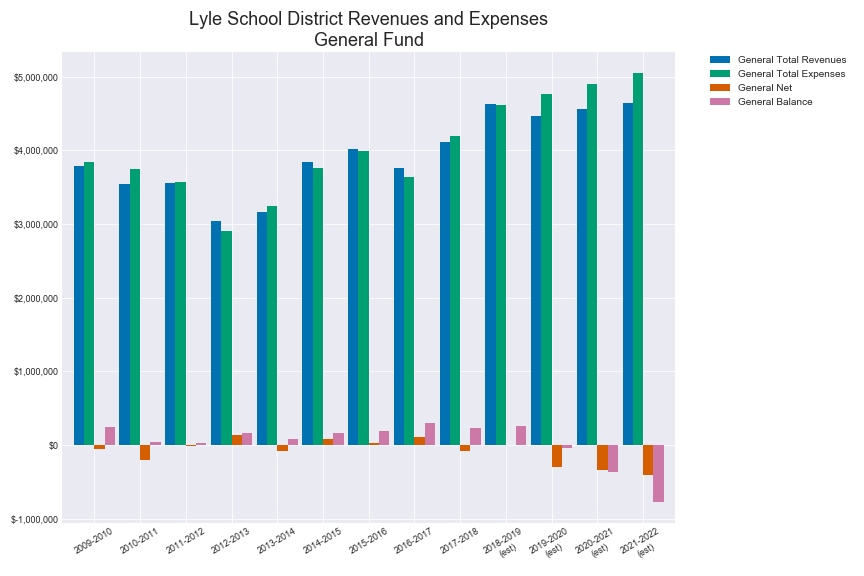 Lyle School District Revenues and Expenses
General Fund
General Total Revenues
General Total Expenses
General Net
General Balance
$5,000,000
$4,000,000
$3,000,000
$2,000,000
$1,000,000
$0
$-1,000,000
2009-2010
2010-2011
2011-2012
2012-2013
2013-2014
2014-2015
2015-2016
2016-2017
2017-2018
2018-2019
(est)
2019-2020
(est)
2020-2021
(est)
2021-2022
(est)